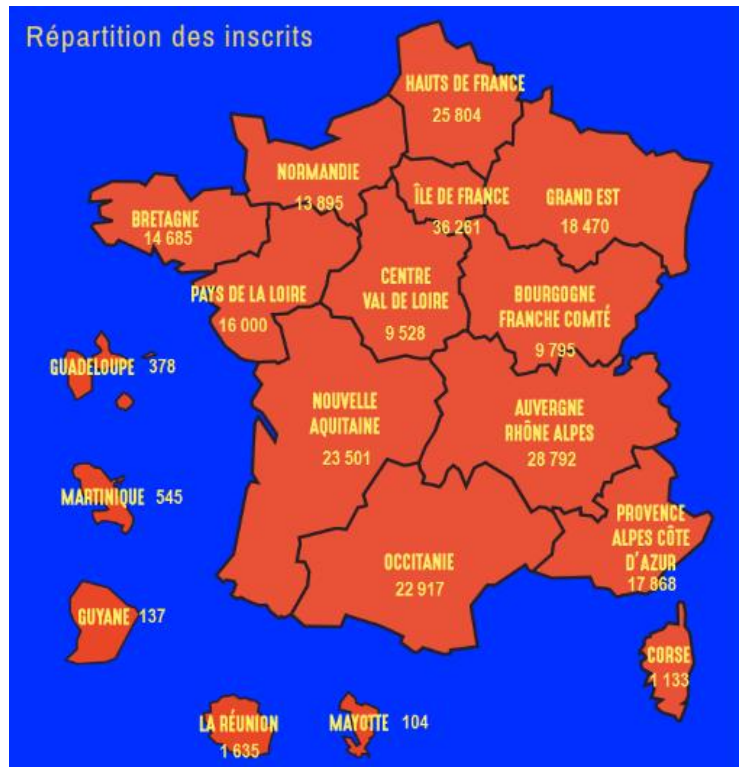 Répartition des inscrits
HAUTS DE FRANCE
25 804
NORMANDIE
13 895
ÎLE DE FRANCE
36 261
GRAND EST
18 470
BRETAGNE
14 685
PAYS DE LA LOIRE
16 000
CENTRE
VAL DE LOIRE
9 528
BOURGOGNE
FRANCHE COMTÉ
9 795
GUADELOUPE 378
NOUVELLE
AQUITAINE
23 501
AUVERGNE
RHÔNE ALPES
28 792
MARTINIQUE 545
PROVENCE
ALPES CÔTE
D'AZUR
17 868
OCCITANIE
22 917
GUYANE 137
CORSE
1 133
LA RÉUNION
1 635
MAYOTTE 104